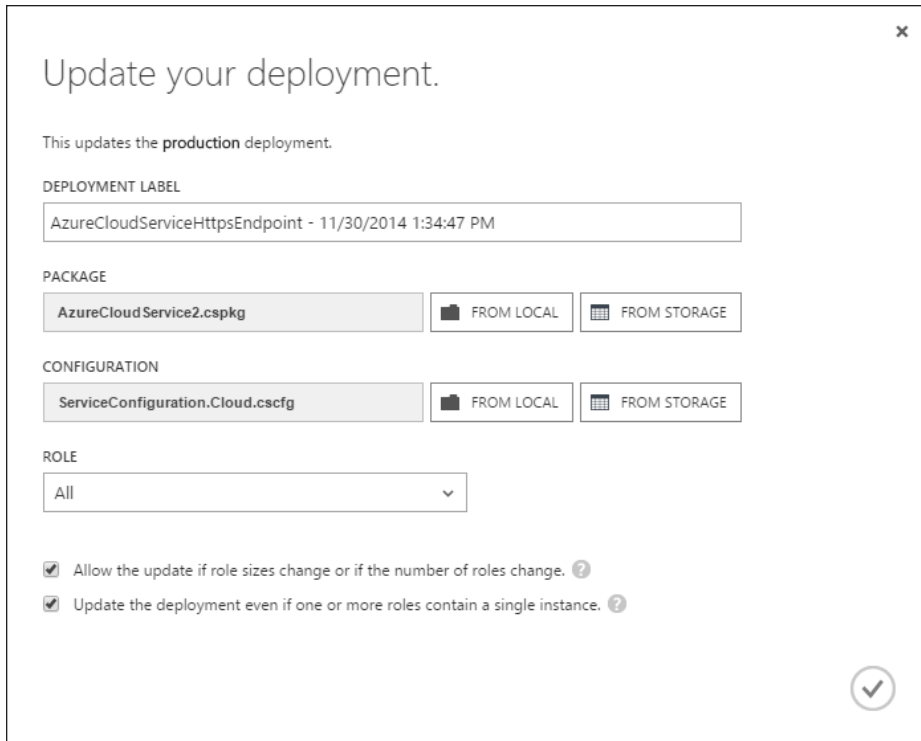 Update your deployment.
This updates the production deployment.
DEPLOYMENT LABEL
AzureCloudServiceHttpsEndpoint - 11/30/2014 1:34:47 PM
PACKAGE
AzureCloudService2.cspkg FROM LOCAL FROM STORAGE
CONFIGURATION
ServiceConfiguration.Cloud.cscfg FROM LOCAL FROM STORAGE
ROLE
All
Allow the update if role sizes change or if the number of roles change. ?
Update the deployment even if one or more roles contain a single instance. ?